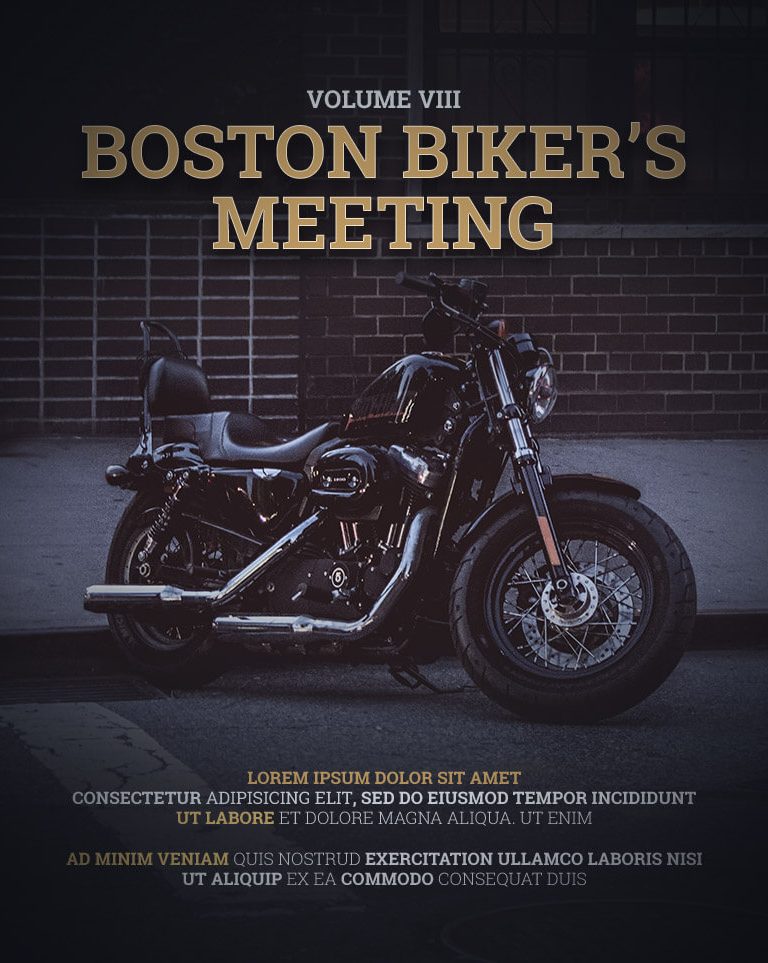 VOLUME VIII
BOSTON BIKER’S
MEETING
LOREM IPSUM DOLOR SIT AMET
CONSECTETUR ADIPISICING ELIT, SED DO EIUSMOD TEMPOR INCIDIDUNT
UT LABORE ET DOLORE MAGNA ALIQUA. UT ENIM
AD MINIM VENIAM QUIS NOSTRUD EXERCITATION ULLAMCO LABORIS NISI
UT ALIQUIP EX EA COMMODO CONSEQUAT DUIS